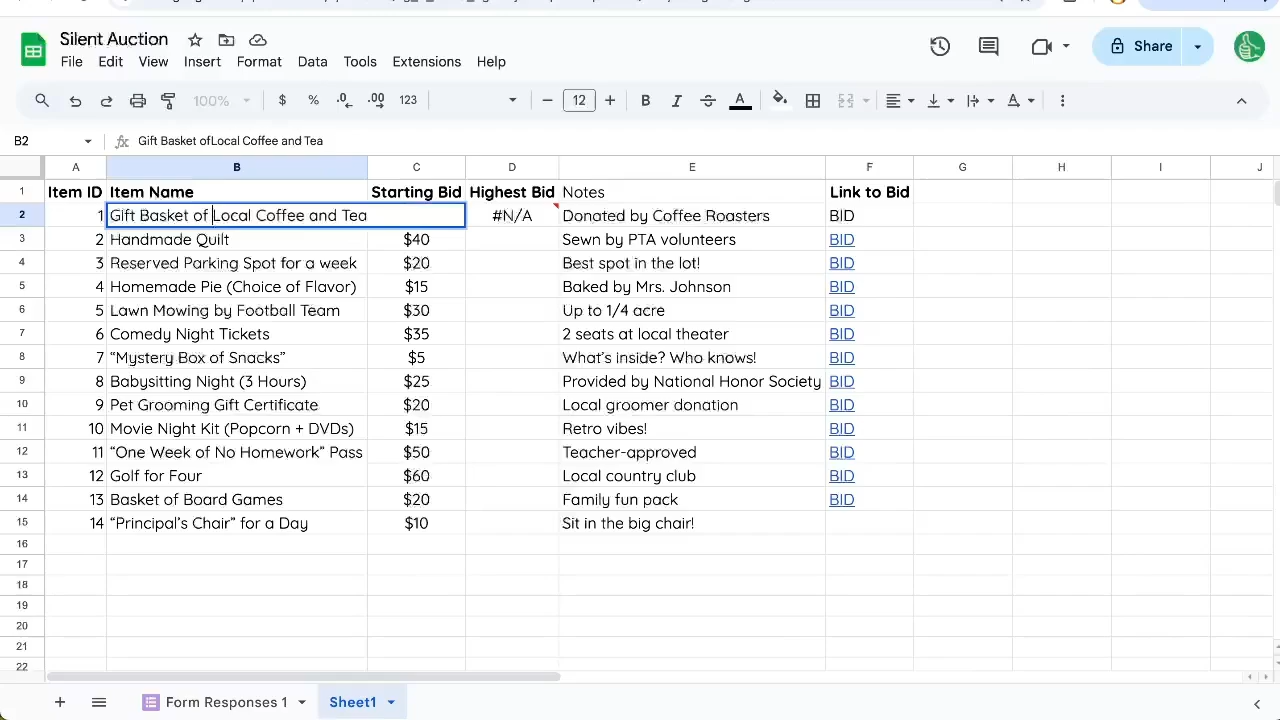 Silent Auction
File Edit View Insert Format Data Tools Extensions Help
Share
100% $ % .0 .00 123 12 B I A A
B2 fx Gift Basket ofLocal Coffee and Tea
A B C D E F G H I J
1 Item ID Item Name Starting Bid Highest Bid Notes Link to Bid
2 1 Gift Basket of Local Coffee and Tea #N/A Donated by Coffee Roasters BID
3 2 Handmade Quilt $40 Sewn by PTA volunteers BID
4 3 Reserved Parking Spot for a week $20 Best spot in the lot! BID
5 4 Homemade Pie (Choice of Flavor) $15 Baked by Mrs. Johnson BID
6 5 Lawn Mowing by Football Team $30 Up to 1/4 acre BID
7 6 Comedy Night Tickets $35 2 seats at local theater BID
8 7 “Mystery Box of Snacks” $5 What’s inside? Who knows! BID
9 8 Babysitting Night (3 Hours) $25 Provided by National Honor Society BID
10 9 Pet Grooming Gift Certificate $20 Local groomer donation BID
11 10 Movie Night Kit (Popcorn + DVDs) $15 Retro vibes! BID
12 11 “One Week of No Homework” Pass $50 Teacher-approved BID
13 12 Golf for Four $60 Local country club BID
14 13 Basket of Board Games $20 Family fun pack BID
15 14 “Principal’s Chair” for a Day $10 Sit in the big chair!
16
17
18
19
20
21
22
Form Responses 1 Sheet1